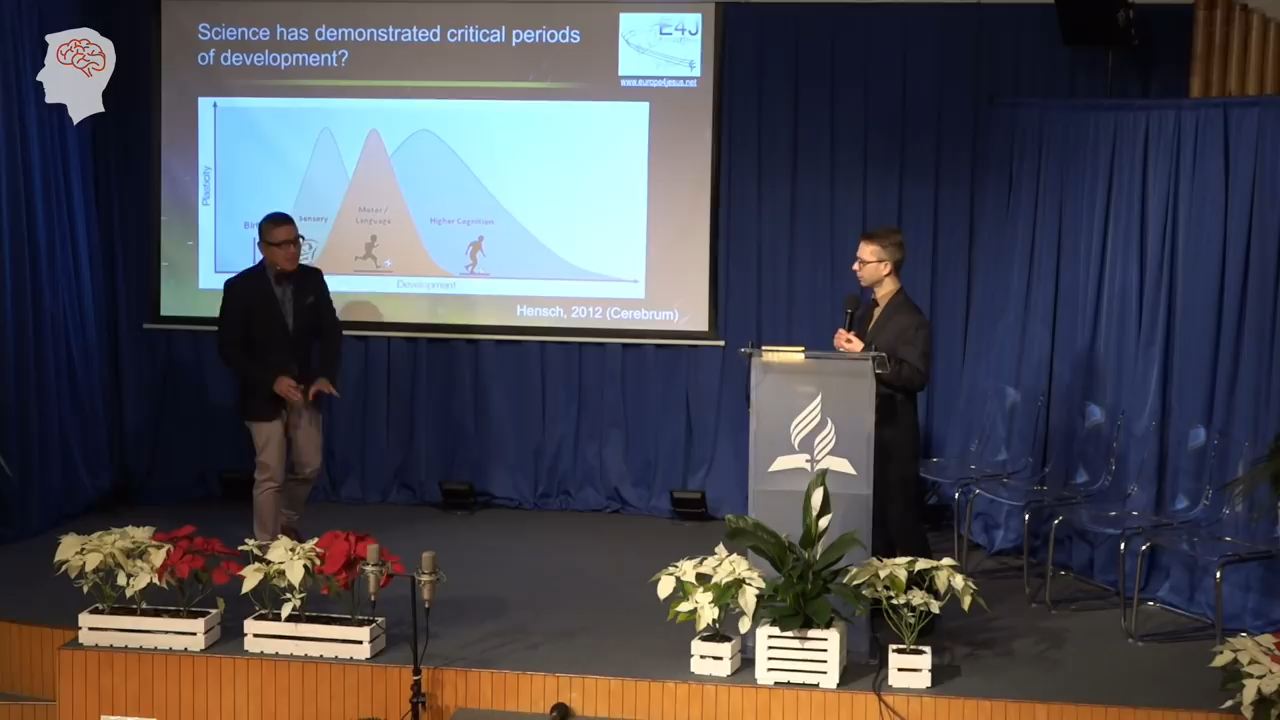 Science has demonstrated critical periods
of development?
E4J
www.europe4jesus.net
Plasticity
Sensory
Motor /
Language
Higher Cognition
Development
Hensch, 2012 (Cerebrum)